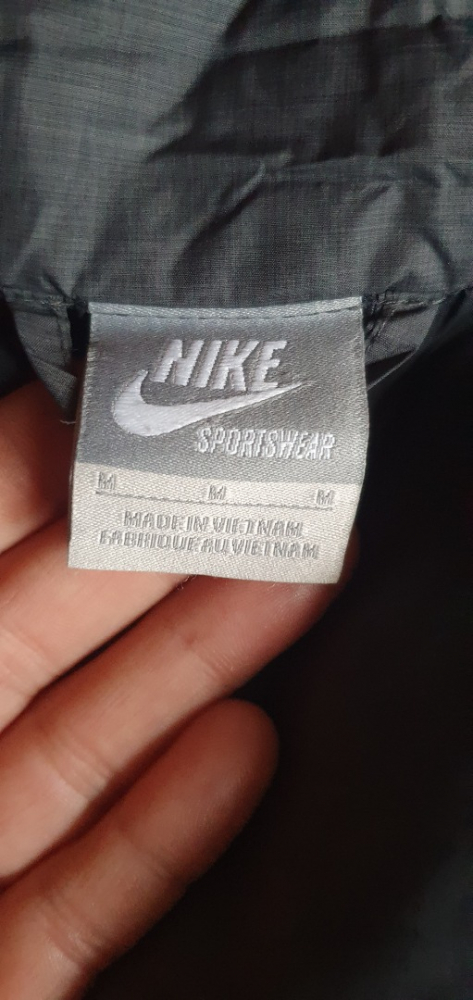 NIKE
SPORTSWEAR
M M M
MADE IN VIETNAM
FABRIQUE AU VIETNAM